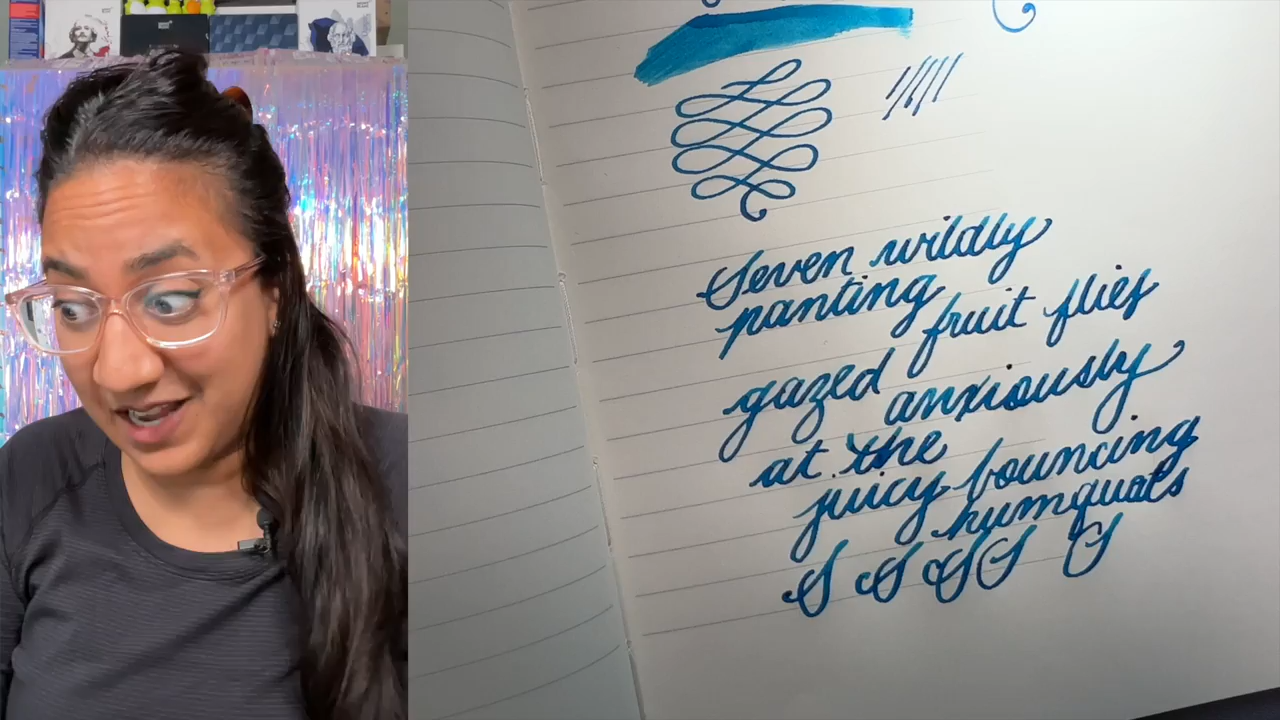 Seven wildly
panting
fruit flies
gazed
anxiously
at the
juicy bouncing
kumquats
S S S S S